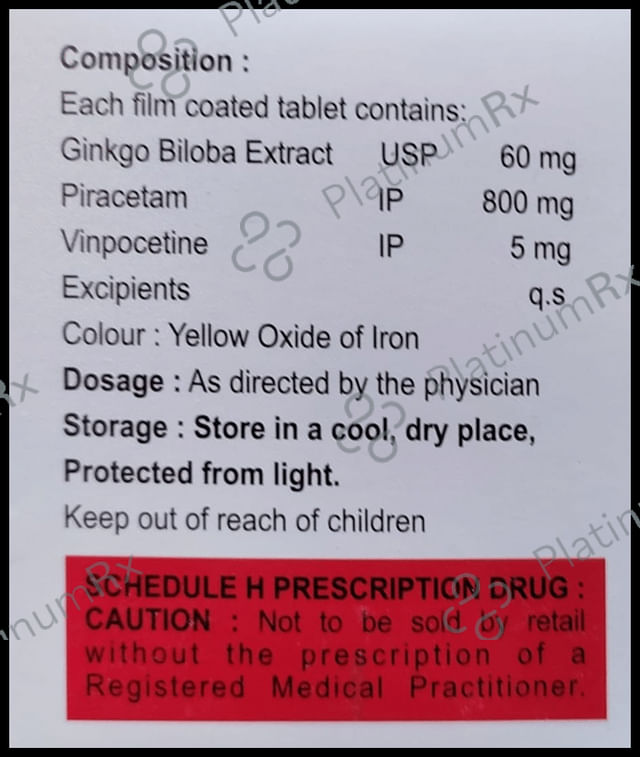 Composition :
Each film coated tablet contains:
Ginkgo Biloba Extract USP 60 mg
Piracetam IP 800 mg
Vinpocetine IP 5 mg
Excipients q.s
Colour : Yellow Oxide of Iron
Dosage : As directed by the physician
Storage : Store in a cool, dry place,
Protected from light.
Keep out of reach of children
SCHEDULE H PRESCRIPTION DRUG :
CAUTION : Not to be sold by retail
without the prescription of a
Registered Medical Practitioner.
PlatinumRx
PlatinumRx